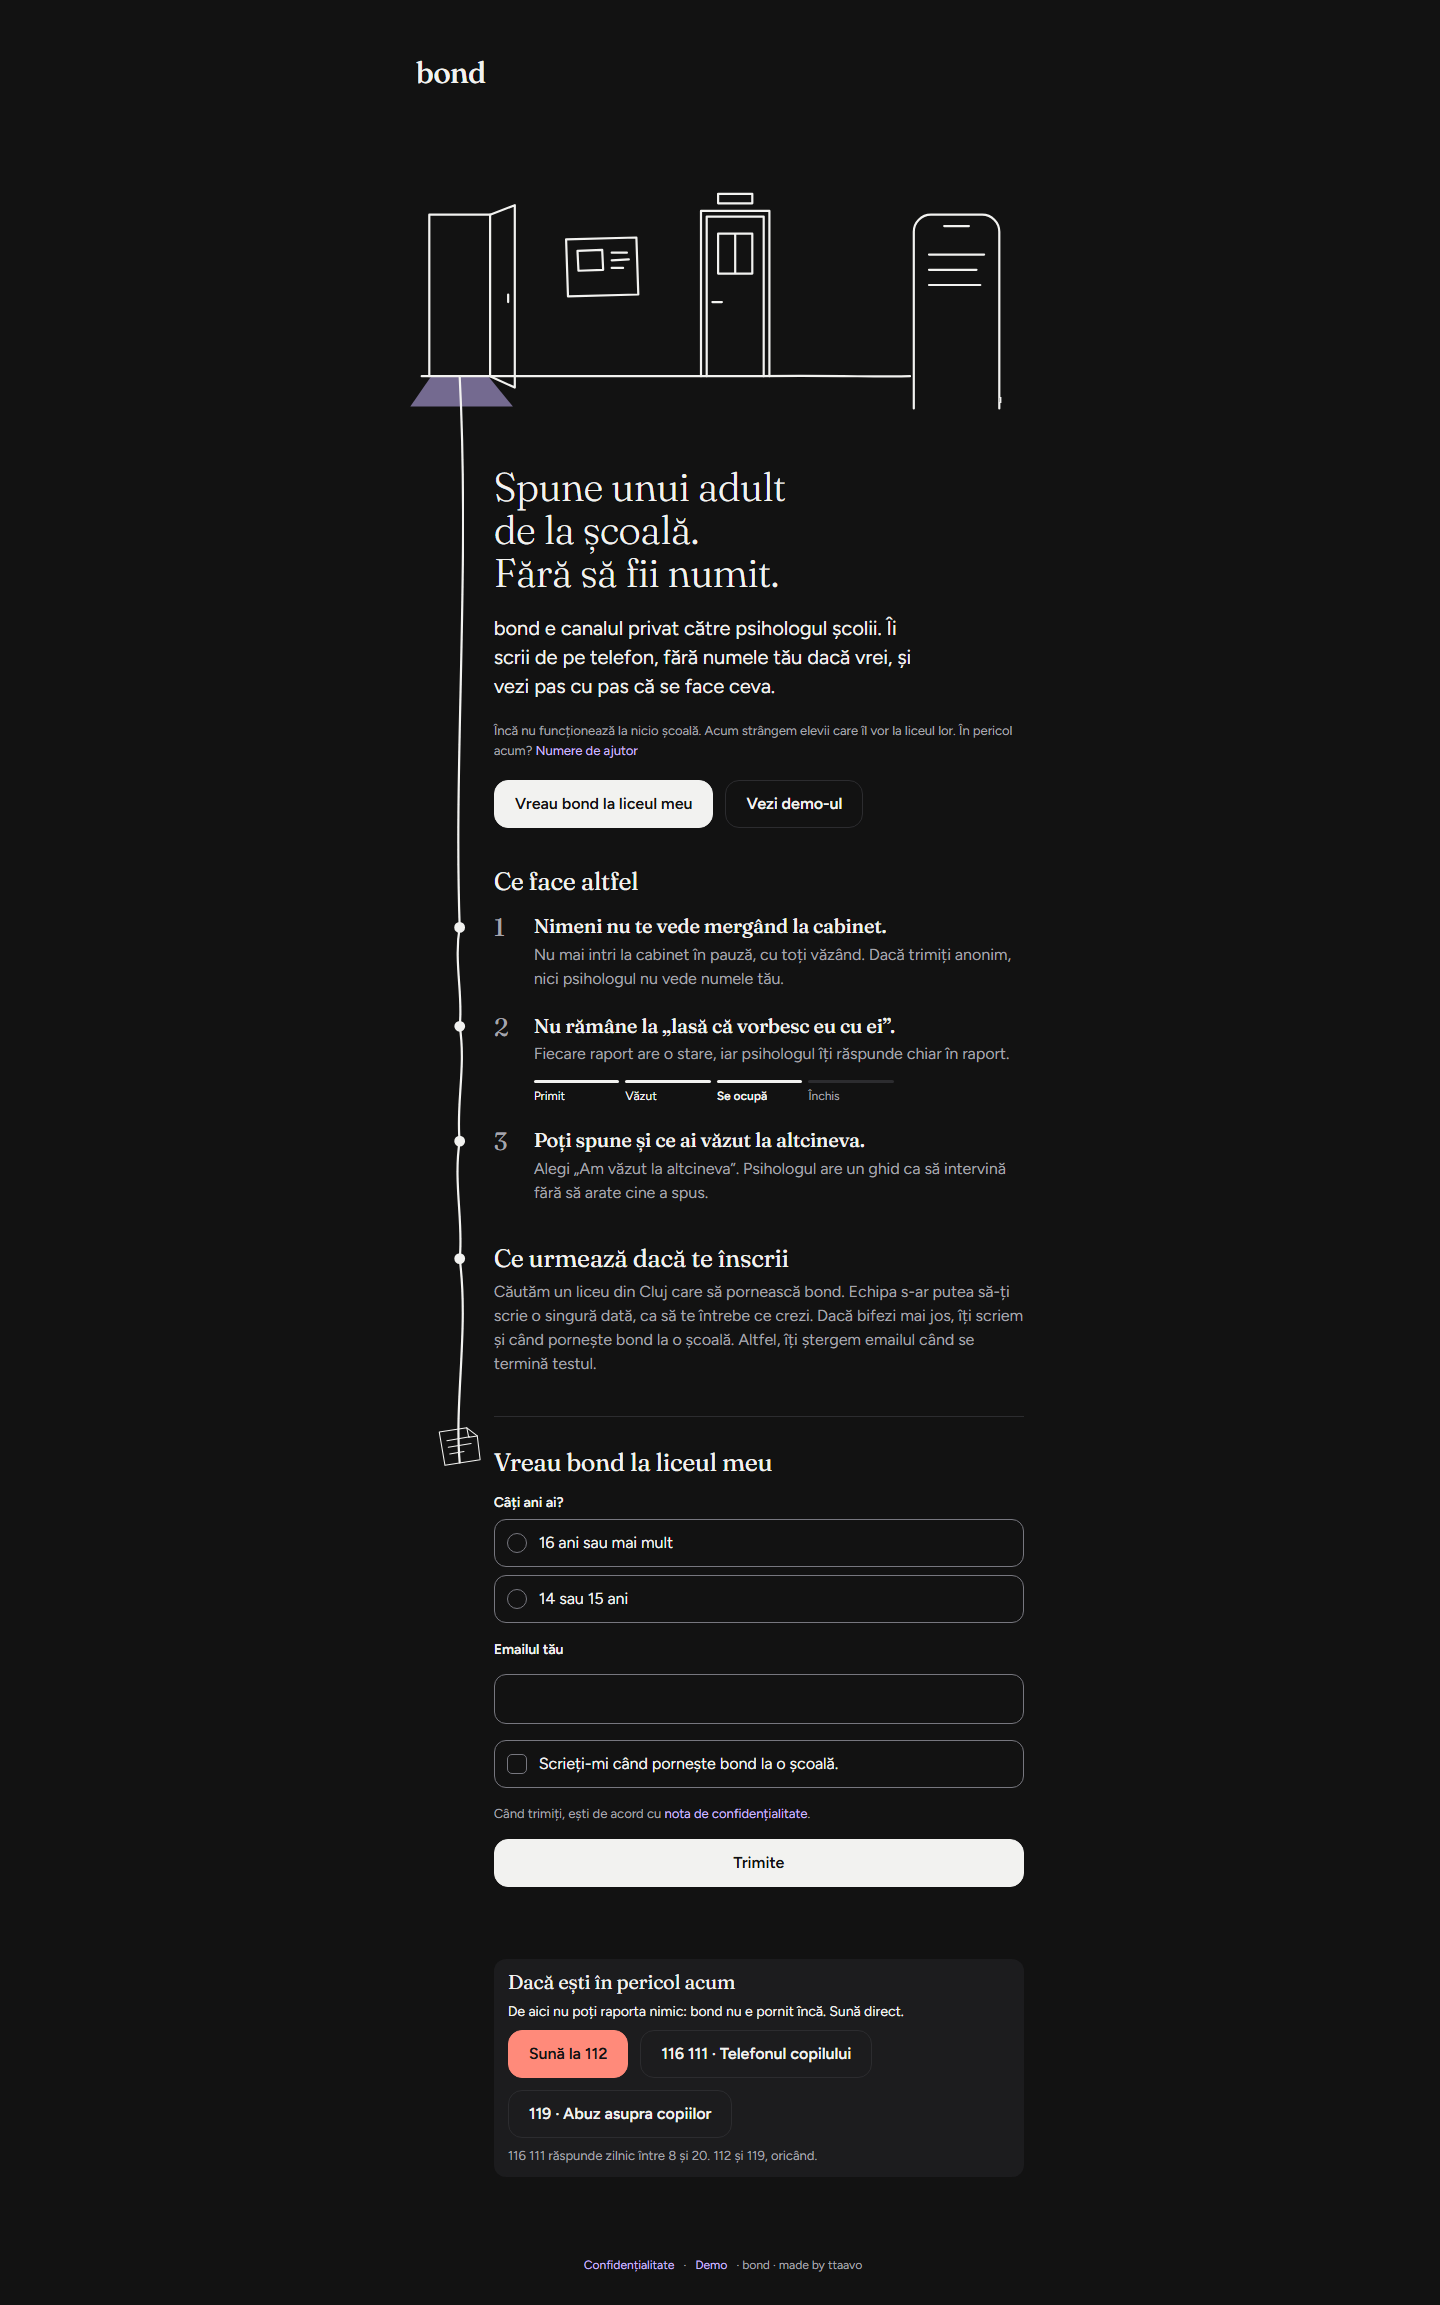 bond
Spune unui adult
de la școală.
Fără să fii numit.
bond e canalul privat către psihologul școlii. Îi
scrii de pe telefon, fără numele tău dacă vrei, și
vezi pas cu pas că se face ceva.
Încă nu funcționează la nicio școală. Acum strângem elevii care îl vor la liceul lor. În pericol
acum? Numere de ajutor
Vreau bond la liceul meu
Vezi demo-ul
Ce face altfel
1 Nimeni nu te vede mergând la cabinet.
Nu mai intri la cabinet în pauză, cu toți văzând. Dacă trimiți anonim,
nici psihologul nu vede numele tău.
2 Nu rămâne la „lasă că vorbesc eu cu ei”.
Fiecare raport are o stare, iar psihologul îți răspunde chiar în raport.
Primit Văzut Se ocupă Închis
3 Poți spune și ce ai văzut la altcineva.
Alegi „Am văzut la altcineva”. Psihologul are un ghid ca să intervină
fără să arate cine a spus.
Ce urmează dacă te înscrii
Căutăm un liceu din Cluj care să pornească bond. Echipa s-ar putea să-ți
scrie o singură dată, ca să te întrebe ce crezi. Dacă bifezi mai jos, îți scriem
și când pornește bond la o școală. Altfel, îți ștergem emailul când se
termină testul.
Vreau bond la liceul meu
Câți ani ai?
16 ani sau mai mult
14 sau 15 ani
Emailul tău
Scrieți-mi când pornește bond la o școală.
Când trimiți, ești de acord cu nota de confidențialitate.
Trimite
Dacă ești în pericol acum
De aici nu poți raporta nimic: bond nu e pornit încă. Sună direct.
Sună la 112
116 111 · Telefonul copilului
119 · Abuz asupra copiilor
116 111 răspunde zilnic între 8 și 20. 112 și 119, oricând.
Confidențialitate · Demo · bond · made by ttaavo